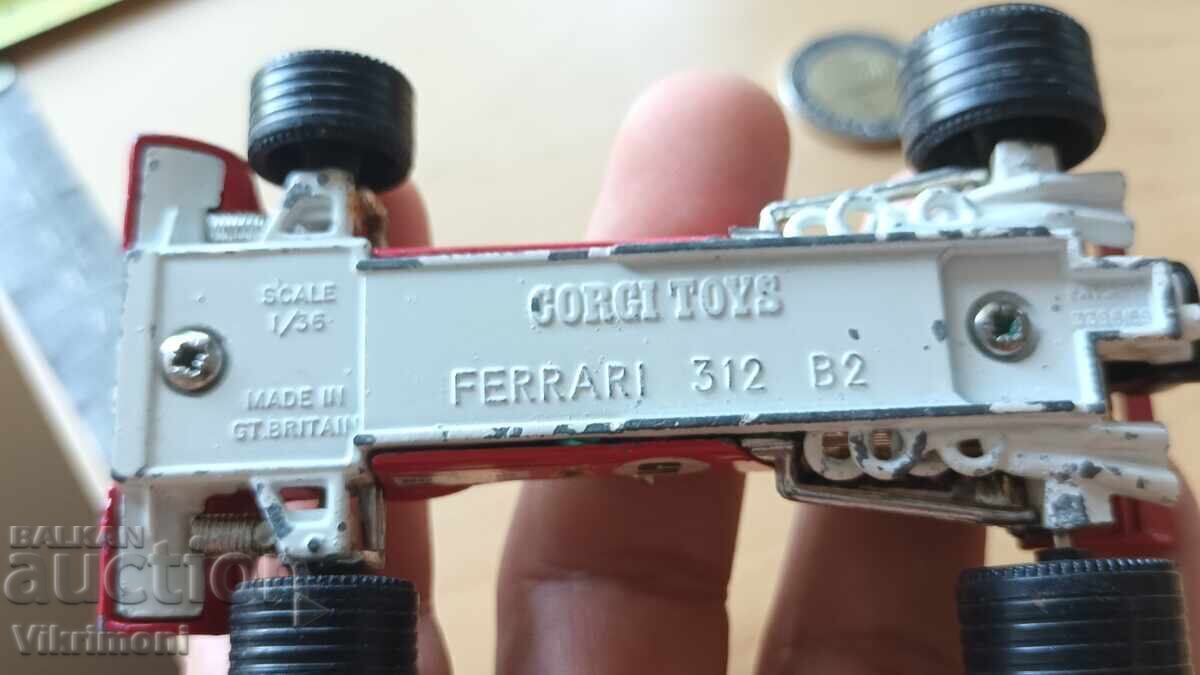 SCALE
1/36
MADE IN
GT. BRITAIN
CORGI TOYS
FERRARI 312 B2
BALKAN
auction
Vikrimoni